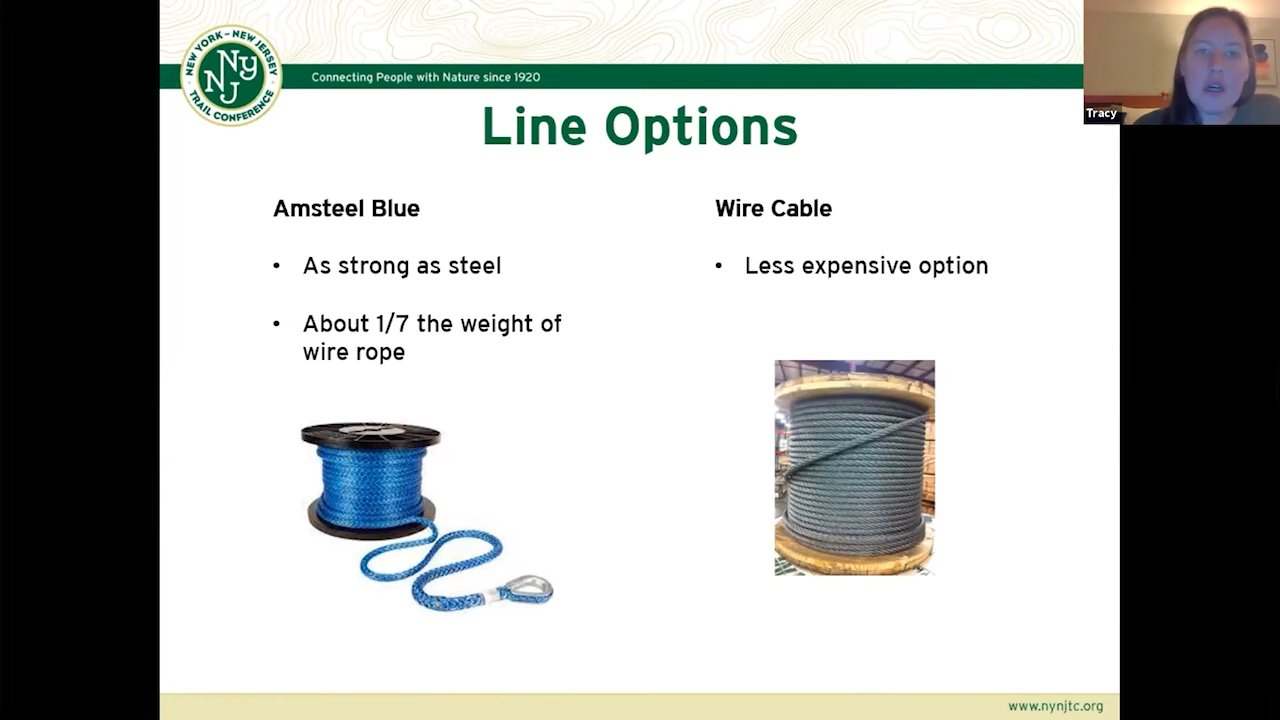 NEW YORK – NEW JERSEY
NY
NJ
TRAIL CONFERENCE
Connecting People with Nature since 1920
Tracy
Line Options
Amsteel Blue
• As strong as steel
• About 1/7 the weight of
wire rope
Wire Cable
• Less expensive option
www.nynjtc.org